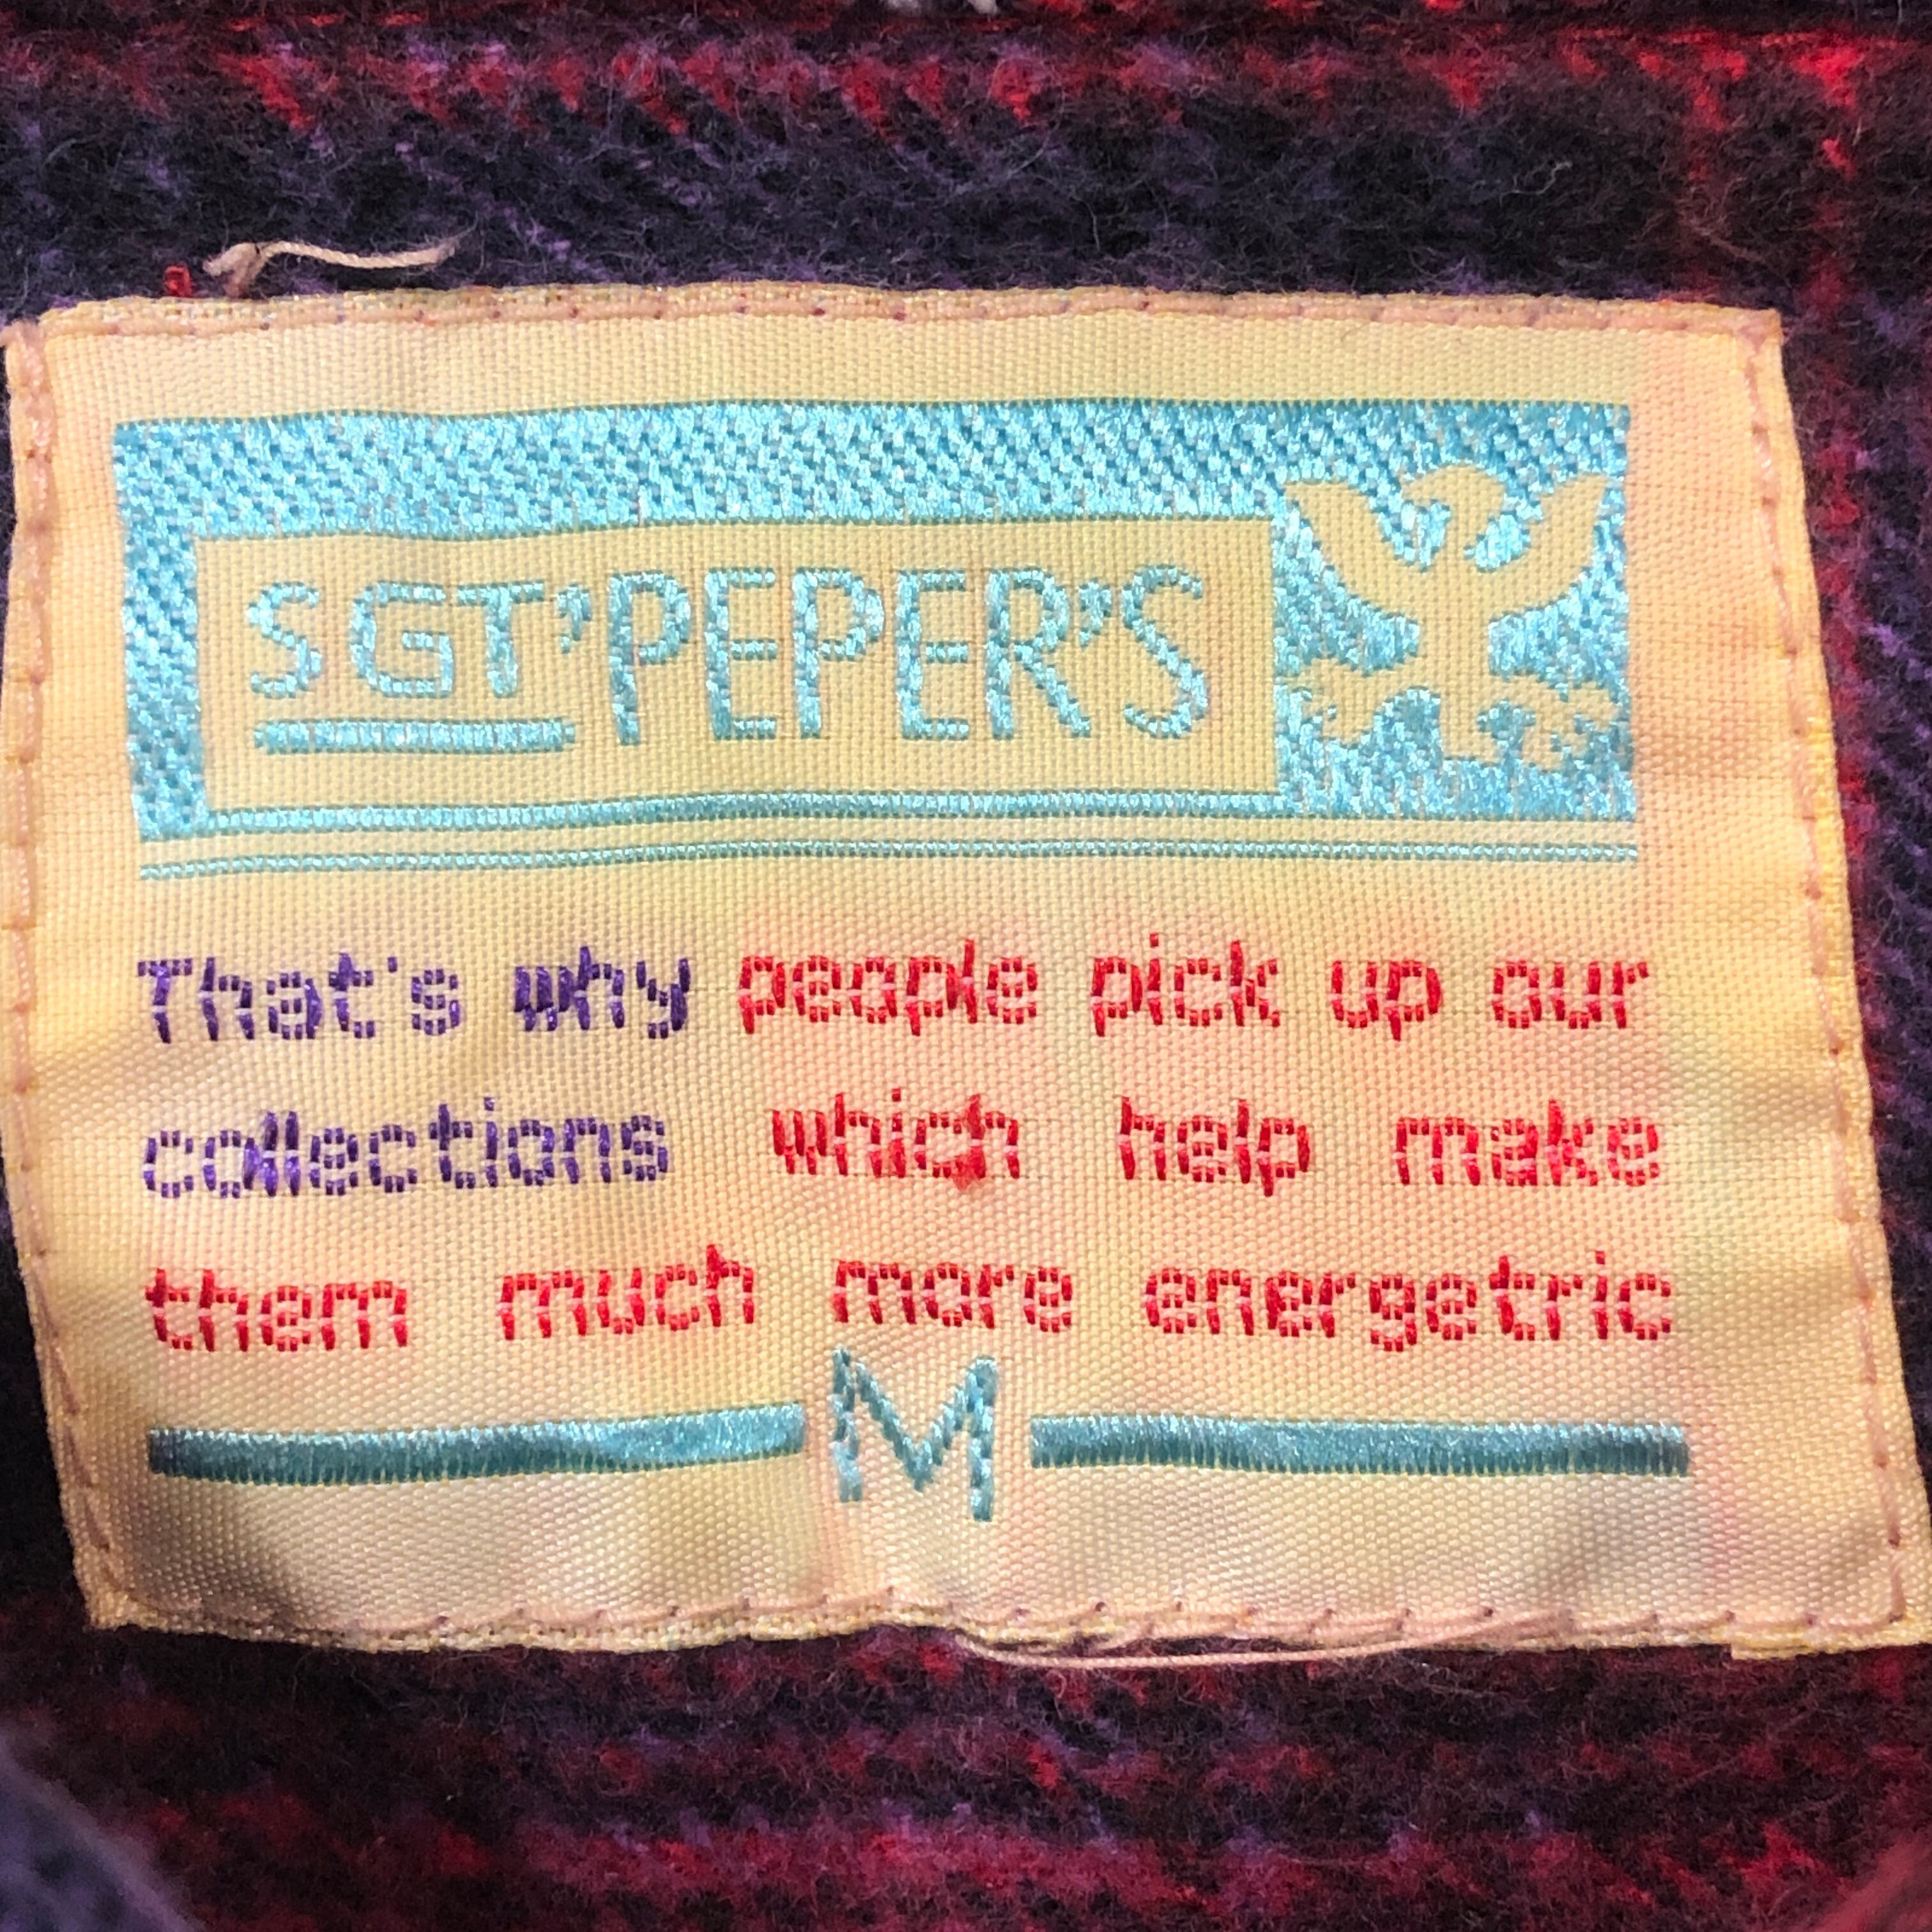 SGT'PEPER'S
That's why people pick up our
collections which help make
them much more energetric
M